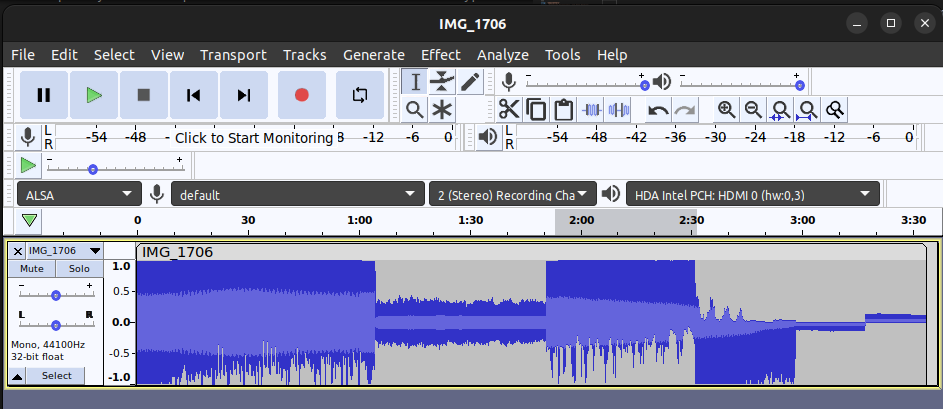 IMG_1706
File Edit Select View Transport Tracks Generate Effect Analyze Tools Help
L R -54 -48 - Click to Start Monitoring 8 -12 -6 0
L R -54 -48 -42 -36 -30 -24 -18 -12 -6 0
ALSA default 2 (Stereo) Recording Cha HDA Intel PCH: HDMI 0 (hw:0,3)
0 30 1:00 1:30 2:00 2:30 3:00 3:30
IMG_1706 IMG_1706
Mute Solo 1.0
0.5
L R 0.0
Mono, 44100Hz
32-bit float -0.5
Select -1.0